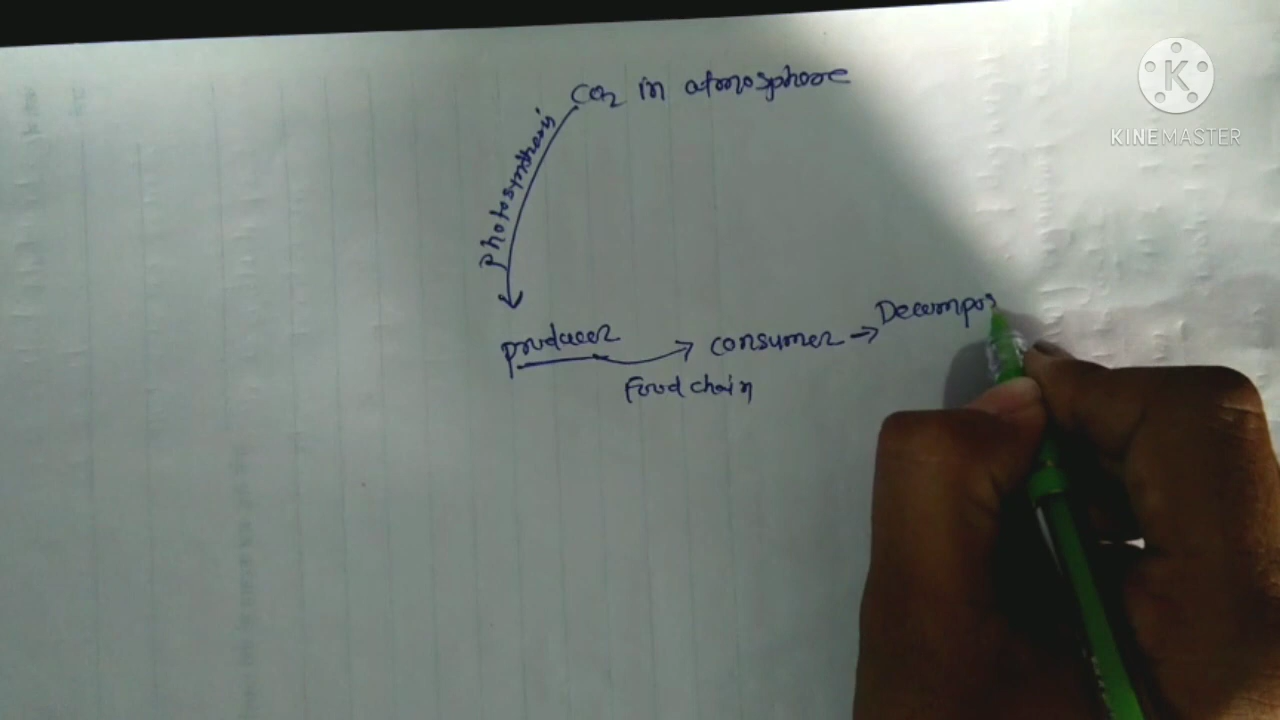 CO2 in atmosphere
Photosynthesis
producer → consumer → Decompos
Food chain
KINEMASTER